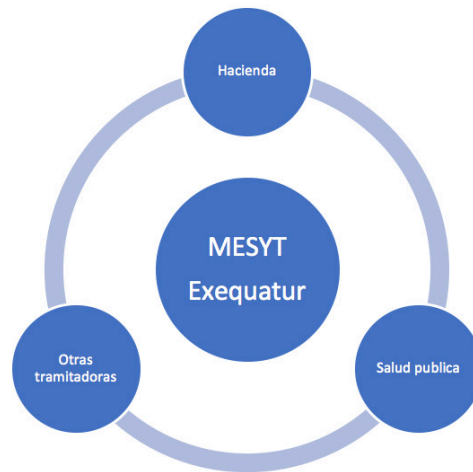 Hacienda
MESYT
Exequatur
Otras
tramitadoras
Salud publica